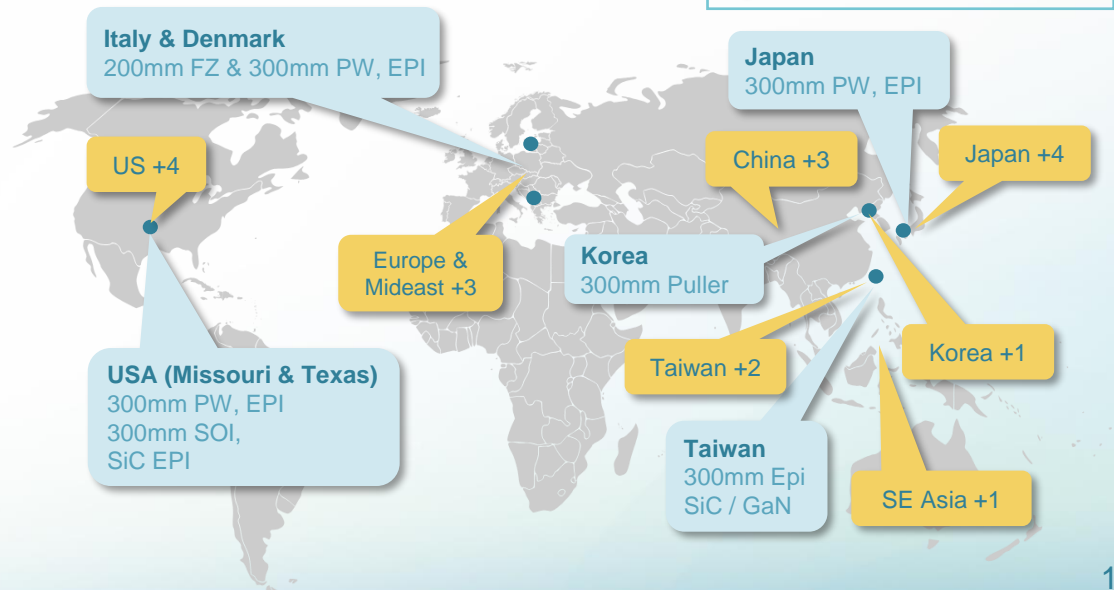 Italy & Denmark
200mm FZ & 300mm PW, EPI
Japan
300mm PW, EPI
US +4
China +3
Japan +4
Europe &
Mideast +3
Korea
300mm Puller
Taiwan +2
Korea +1
USA (Missouri & Texas)
300mm PW, EPI
300mm SOI,
SiC EPI
Taiwan
300mm Epi
SiC / GaN
SE Asia +1
1